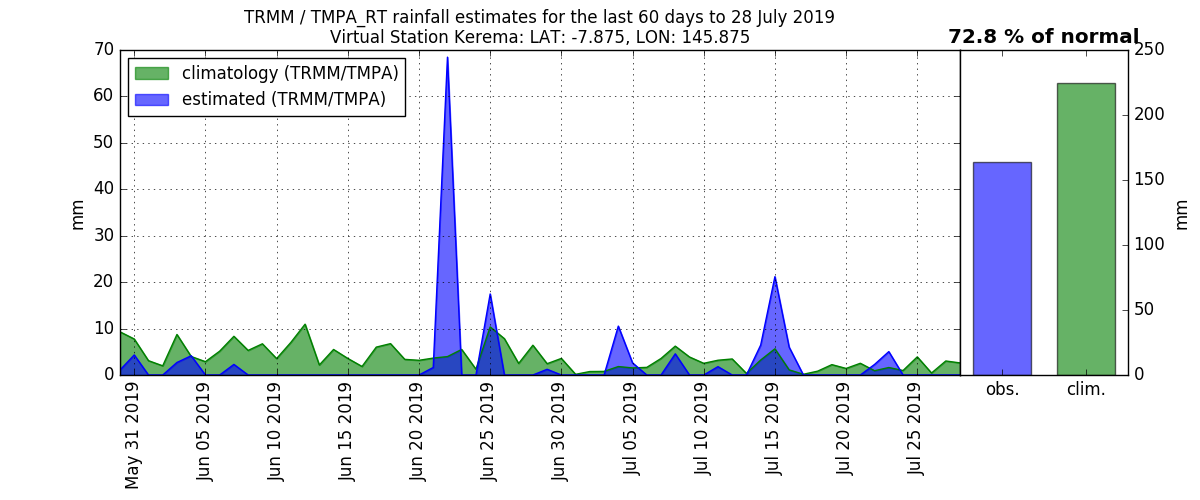 TRMM / TMPA_RT rainfall estimates for the last 60 days to 28 July 2019
Virtual Station Kerema: LAT: -7.875, LON: 145.875
72.8 % of normal
climatology (TRMM/TMPA)
estimated (TRMM/TMPA)
70
60
50
40
30
20
10
0
mm
May 31 2019
Jun 05 2019
Jun 10 2019
Jun 15 2019
Jun 20 2019
Jun 25 2019
Jun 30 2019
Jul 05 2019
Jul 10 2019
Jul 15 2019
Jul 20 2019
Jul 25 2019
obs.
clim.
250
200
150
100
50
0
mm